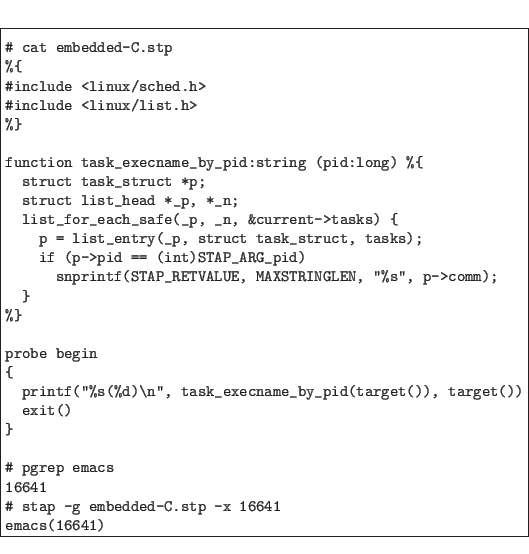 # cat embedded-C.stp
%{
#include <linux/sched.h>
#include <linux/list.h>
%}

function task_execname_by_pid:string (pid:long) %{
  struct task_struct *p;
  struct list_head *_p, *_n;
  list_for_each_safe(_p, _n, &current->tasks) {
    p = list_entry(_p, struct task_struct, tasks);
    if (p->pid == (int)STAP_ARG_pid)
      snprintf(STAP_RETVALUE, MAXSTRINGLEN, "%s", p->comm);
  }
%}

probe begin
{
  printf("%s(%d)\n", task_execname_by_pid(target()), target())
  exit()
}

# pgrep emacs
16641
# stap -g embedded-C.stp -x 16641
emacs(16641)